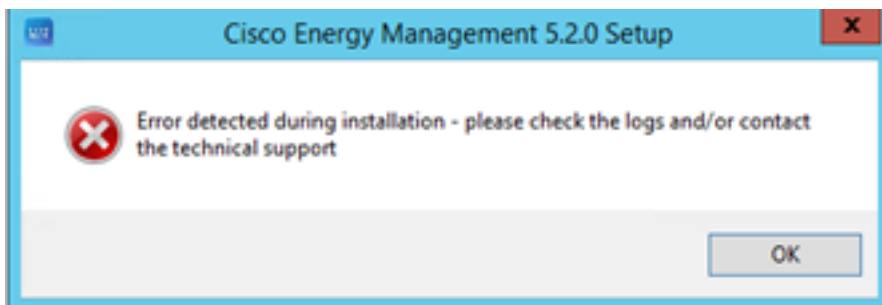 Cisco Energy Management 5.2.0 Setup
x
Error detected during installation - please check the logs and/or contact
the technical support
OK